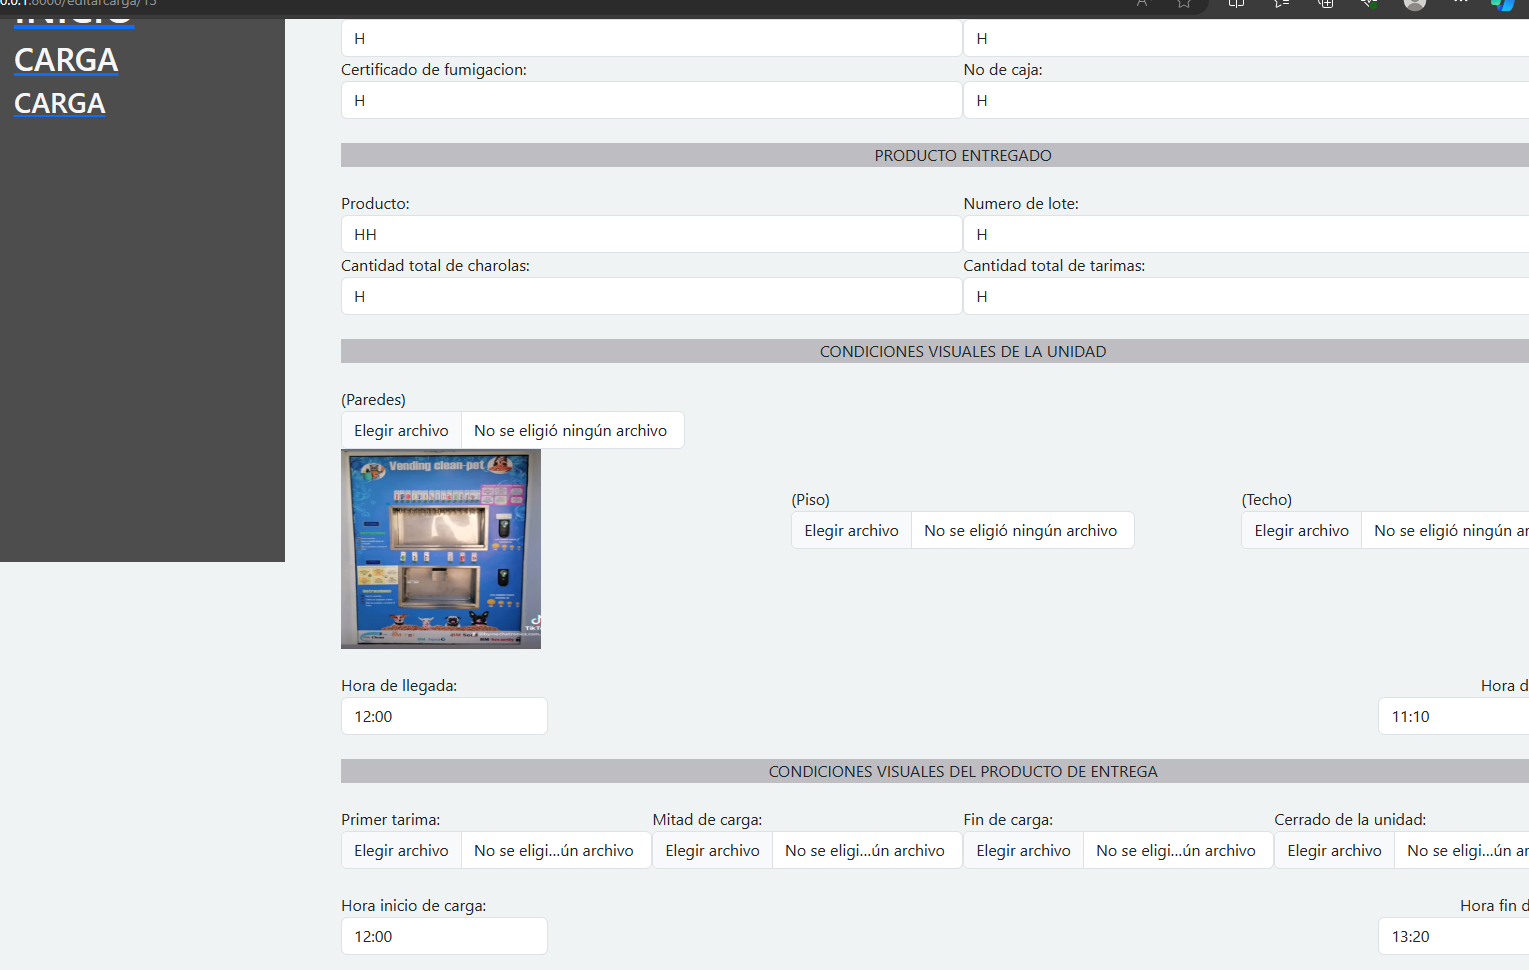 0.0.1:8000/editarcarga/13
INICIO
CARGA
CARGA
H
H
Certificado de fumigacion:
No de caja:
H
H
PRODUCTO ENTREGADO
Producto:
Numero de lote:
HH
H
Cantidad total de charolas:
Cantidad total de tarimas:
H
H
CONDICIONES VISUALES DE LA UNIDAD
(Paredes)
Elegir archivo No se eligió ningún archivo
Vending clean-pet
(Piso)
Elegir archivo No se eligió ningún archivo
(Techo)
Elegir archivo No se eligió ningún ar
Hora de llegada:
Hora d
12:00
11:10
CONDICIONES VISUALES DEL PRODUCTO DE ENTREGA
Primer tarima:
Mitad de carga:
Fin de carga:
Cerrado de la unidad:
Elegir archivo No se eligi...ún archivo
Elegir archivo No se eligi...ún archivo
Elegir archivo No se eligi...ún archivo
Elegir archivo No se eligi...ún ar
Hora inicio de carga:
Hora fin d
12:00
13:20